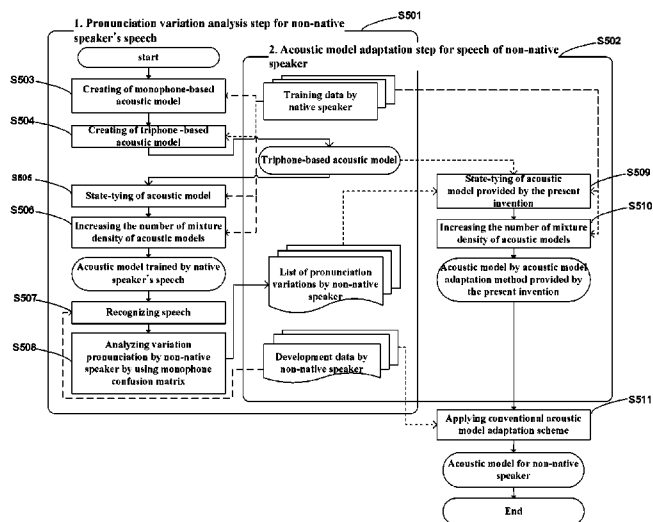 S501
1. Pronunciation variation analysis step for non-native
speaker's speech
S502
2. Acoustic model adaptation step for speech of non-native
speaker
start
S503
Creating of monophone-based
acoustic model
Training data by
native speaker
S504
Creating of triphone -based
acoustic model
Triphone-based acoustic model
S505
State-tying of acoustic model
S509
State-tying of acoustic
model provided by the present
invention
S506
Increasing the number of mixture
density of acoustic models
S510
Increasing the number of mixture
density of acoustic models
Acoustic model trained by native
speaker's speech
List of pronunciation
variations by non-native
speaker
Acoustic model by acoustic model
adaptation method provided by
the present invention
S507
Recognizing speech
S508
Analyzing variation
pronunciation by non-native
speaker by using monophone
confusion matrix
Development data by
non-native speaker
S511
Applying conventional acoustic
model adaptation scheme
Acoustic model for non-native
speaker
End